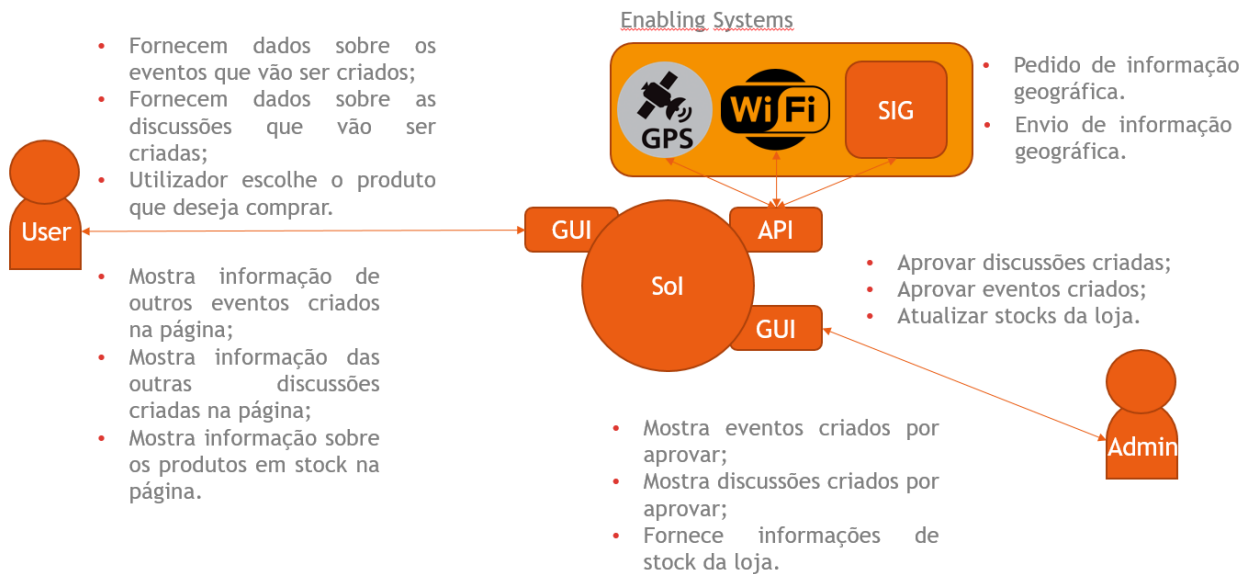 Enabling Systems
• Fornecem dados sobre os
eventos que vão ser criados;
• Fornecem dados sobre as
discussões que vão ser
criadas;
• Utilizador escolhe o produto
que deseja comprar.
GPS
WiFi
SIG
• Pedido de informação
geográfica.
• Envio de informação
geográfica.
User
GUI
API
SoI
GUI
• Mostra informação de
outros eventos criados
na página;
• Mostra informação das
outras discussões
criadas na página;
• Mostra informação sobre
os produtos em stock na
página.
• Aprovar discussões criadas;
• Aprovar eventos criados;
• Atualizar stocks da loja.
Admin
• Mostra eventos criados por
aprovar;
• Mostra discussões criados por
aprovar;
• Fornece informações de
stock da loja.